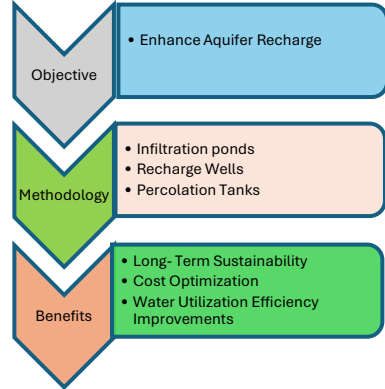 Objective
• Enhance Aquifer Recharge
Methodology
• Infiltration ponds
• Recharge Wells
• Percolation Tanks
Benefits
• Long- Term Sustainability
• Cost Optimization
• Water Utilization Efficiency
Improvements